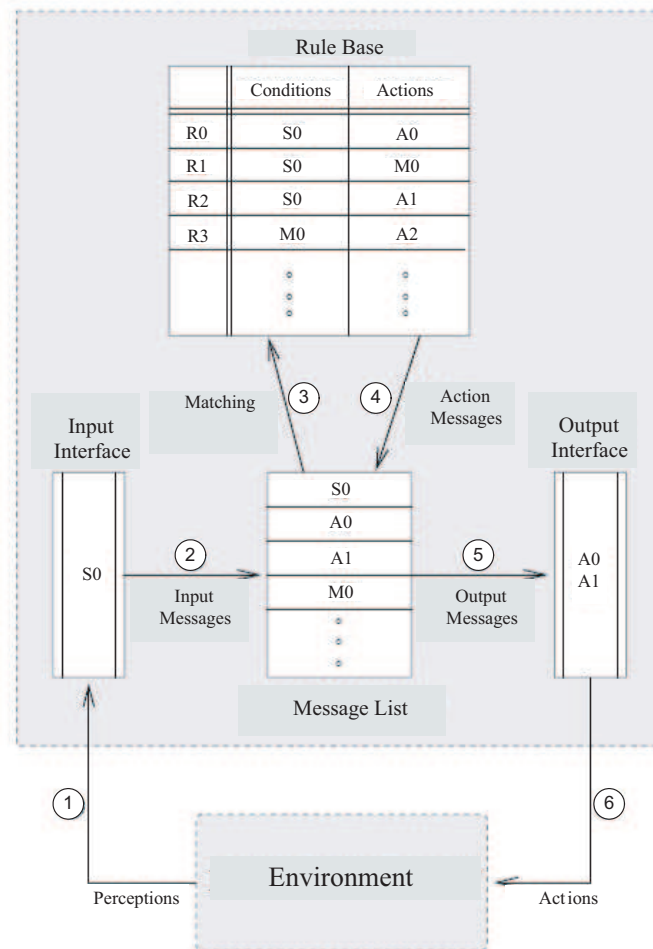 Rule Base
Conditions Actions
R0 S0 A0
R1 S0 M0
R2 S0 A1
R3 M0 A2
3
4
Matching
Action
Messages
Input
Interface
Output
Interface
S0
S0
A0
A1
M0
2
Input
Messages
5
Output
Messages
A0
A1
Message List
1
6
Environment
Perceptions
Actions